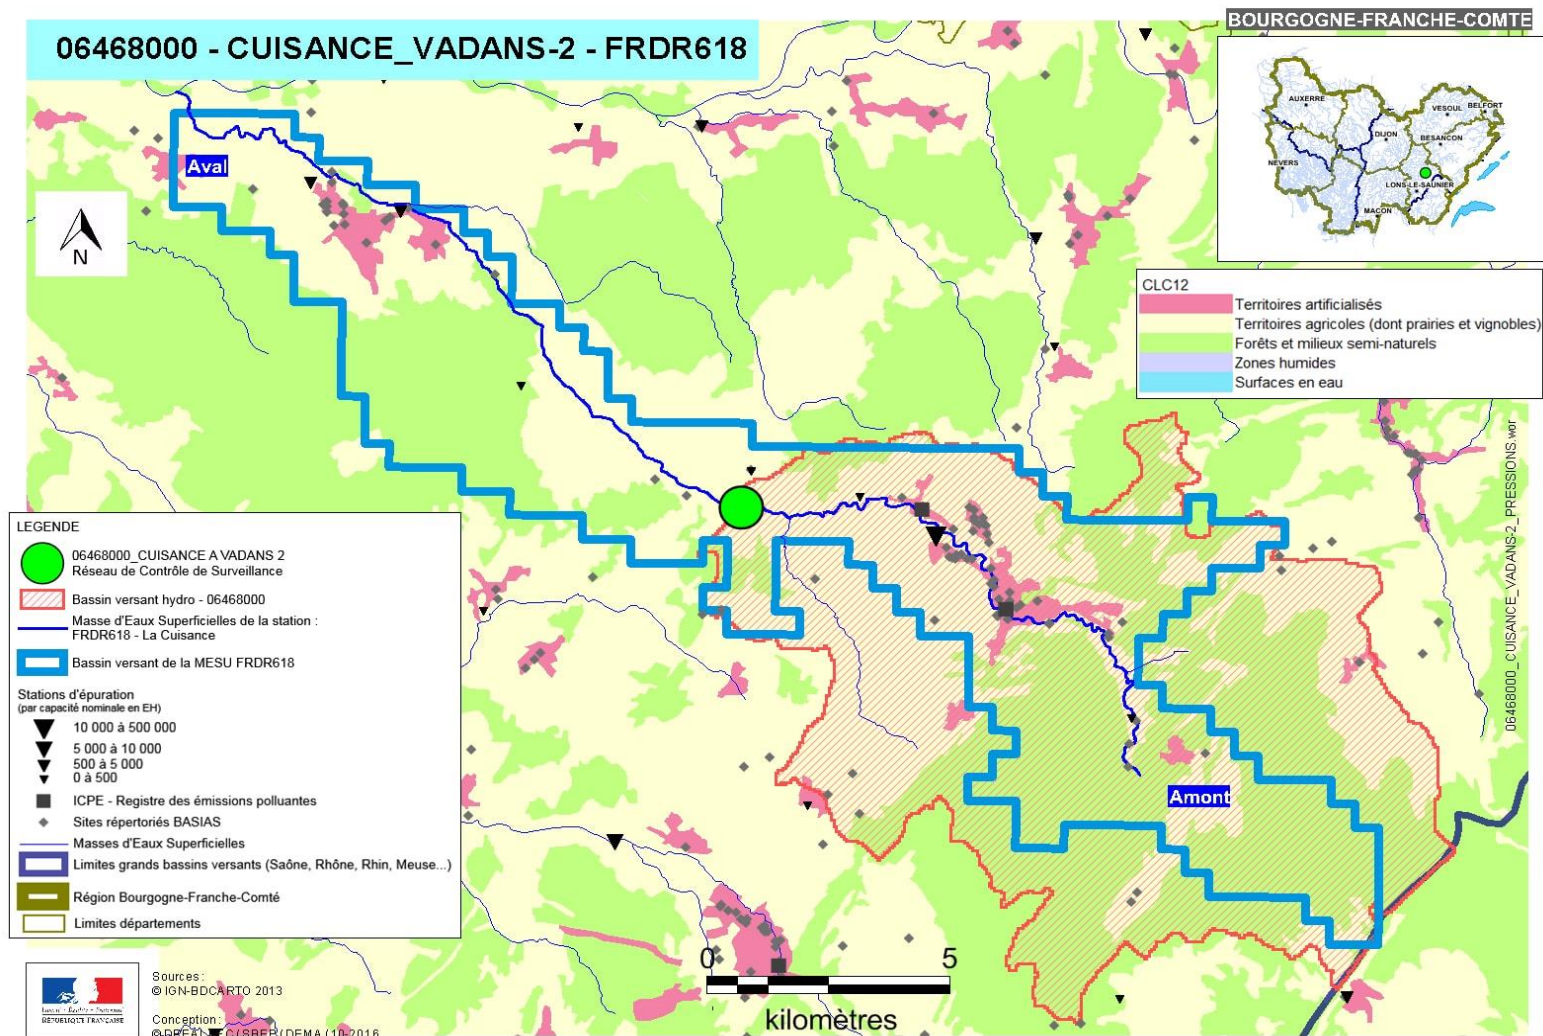 06468000 - CUISANCE_VADANS-2 - FRDR618
BOURGOGNE-FRANCHE-COMTE
AUXERRE
VESOUL
BELFORT
DIJON
BESANCON
NEVERS
LONS-LE-SAUNIER
MACON
Aval
N
CLC12
Territoires artificialisés
Territoires agricoles (dont prairies et vignobles)
Forêts et milieux semi-naturels
Zones humides
Surfaces en eau
06468000_CUISANCE_VADANS-2_PRESSIONS.wor
LEGENDE
06468000_CUISANCE A VADANS 2
Réseau de Contrôle de Surveillance
Bassin versant hydro - 06468000
Masse d'Eaux Superficielles de la station :
FRDR618 - La Cuisance
Bassin versant de la MESU FRDR618
Stations d'épuration
(par capacité nominale en EH)
10 000 à 500 000
5 000 à 10 000
500 à 5 000
0 à 500
ICPE - Registre des émissions polluantes
Sites répertoriés BASIAS
Masses d'Eaux Superficielles
Limites grands bassins versants (Saône, Rhône, Rhin, Meuse...)
Région Bourgogne-Franche-Comté
Limites départements
Amont
0 5
kilomètres
Sources :
© IGN-BDCARTO 2013
Conception :
RÉPUBLIQUE FRANÇAISE